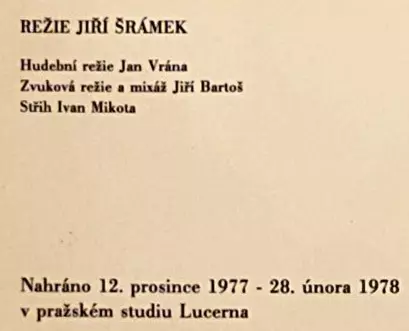 REŽIE JIŘÍ ŠRÁMEK
Hudební režie Jan Vrána
Zvuková režie a mixáž Jiří Bartoš
Střih Ivan Mikota
Nahráno 12. prosince 1977 - 28. února 1978
v pražském studiu Lucerna